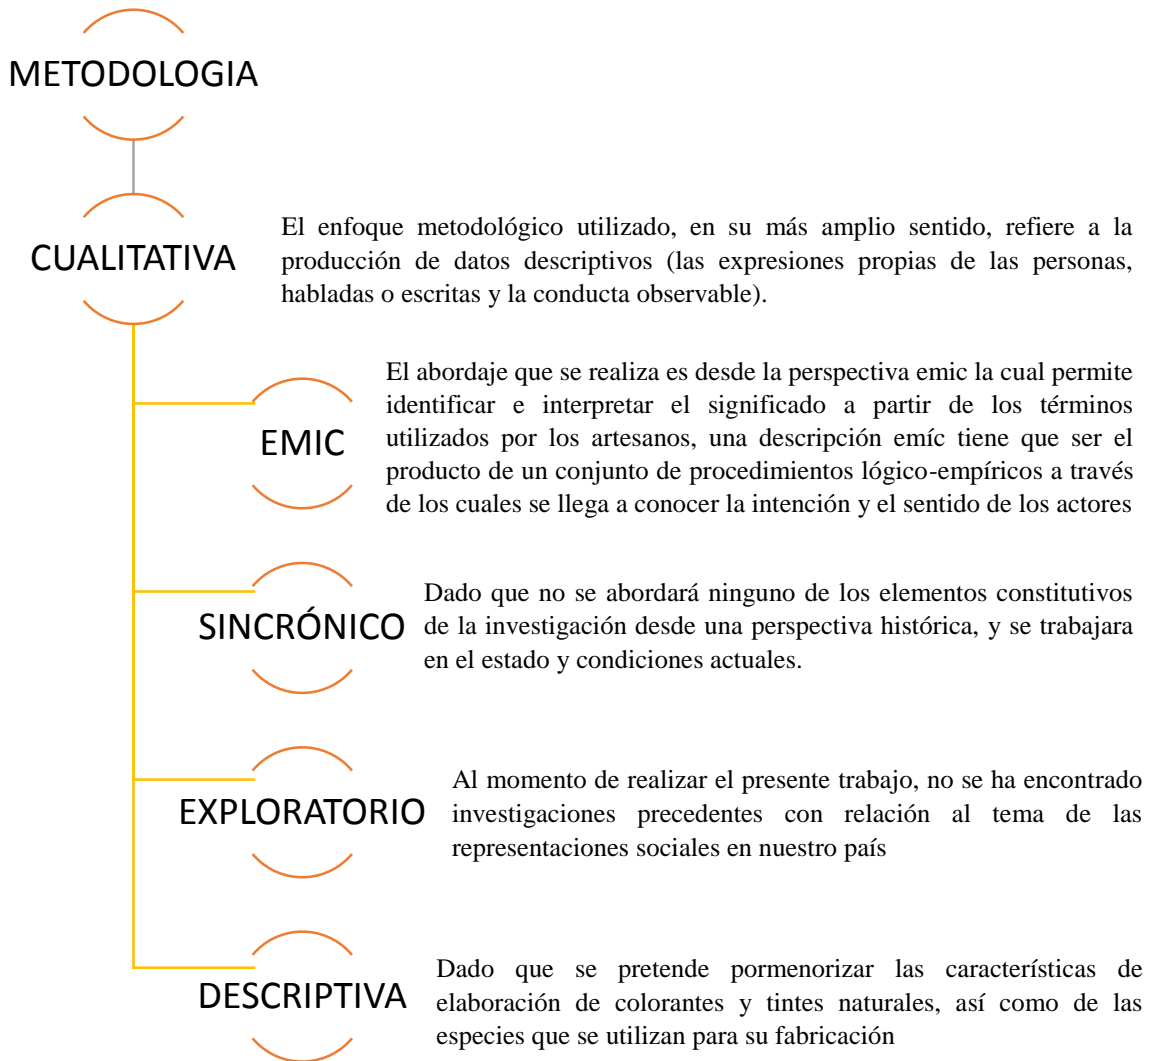 METODOLOGIA
CUALITATIVA
El enfoque metodológico utilizado, en su más amplio sentido, refiere a la
producción de datos descriptivos (las expresiones propias de las personas,
habladas o escritas y la conducta observable).
EMIC
El abordaje que se realiza es desde la perspectiva emic la cual permite
identificar e interpretar el significado a partir de los términos
utilizados por los artesanos, una descripción emíc tiene que ser el
producto de un conjunto de procedimientos lógico-empíricos a través
de los cuales se llega a conocer la intención y el sentido de los actores
SINCRÓNICO
Dado que no se abordará ninguno de los elementos constitutivos
de la investigación desde una perspectiva histórica, y se trabajara
en el estado y condiciones actuales.
EXPLORATORIO
Al momento de realizar el presente trabajo, no se ha encontrado
investigaciones precedentes con relación al tema de las
representaciones sociales en nuestro país
DESCRIPTIVA
Dado que se pretende pormenorizar las características de
elaboración de colorantes y tintes naturales, así como de las
especies que se utilizan para su fabricación